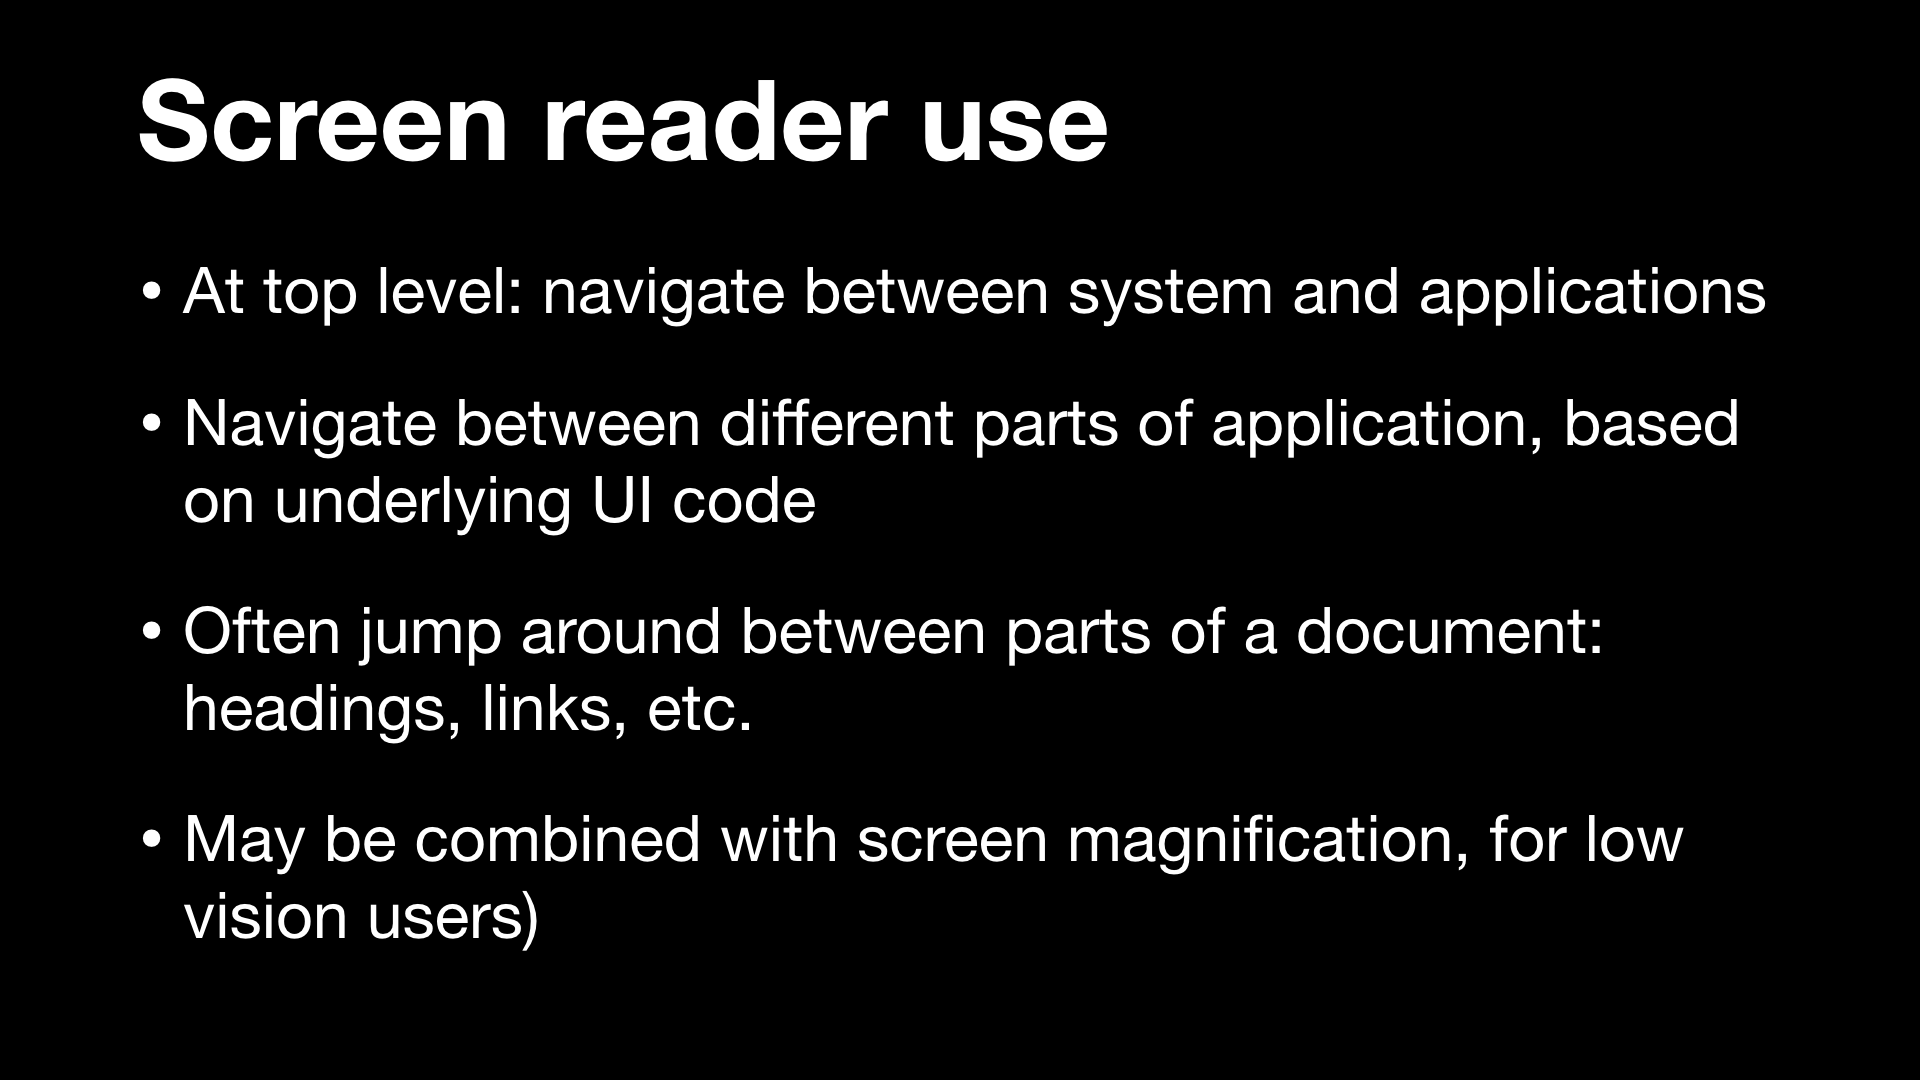 Screen reader use
• At top level: navigate between system and applications
• Navigate between different parts of application, based
on underlying UI code
• Often jump around between parts of a document:
headings, links, etc.
• May be combined with screen magnification, for low
vision users)